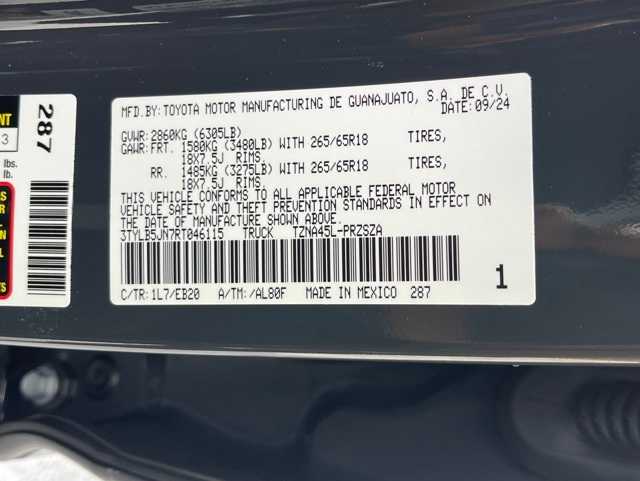 MFD.BY:TOYOTA MOTOR MANUFACTURING DE GUANAJUATO, S.A. DE C.V.
DATE:09/24
GVWR:2860KG (6305LB)
GAWR:FRT. 1580KG (3480LB) WITH 265/65R18 TIRES,
18X7.5J RIMS,
RR. 1485KG (3275LB) WITH 265/65R18 TIRES,
18X7.5J RIMS.
THIS VEHICLE CONFORMS TO ALL APPLICABLE FEDERAL MOTOR
VEHICLE SAFETY AND THEFT PREVENTION STANDARDS IN EFFECT ON
THE DATE OF MANUFACTURE SHOWN ABOVE.
3TYLB5JN7RT046115 TRUCK TZNA45L-PRZSZA
1
C/TR:1L7/EB20 A/TM:/AL80F MADE IN MEXICO 287
287
3
lbs.
lb.